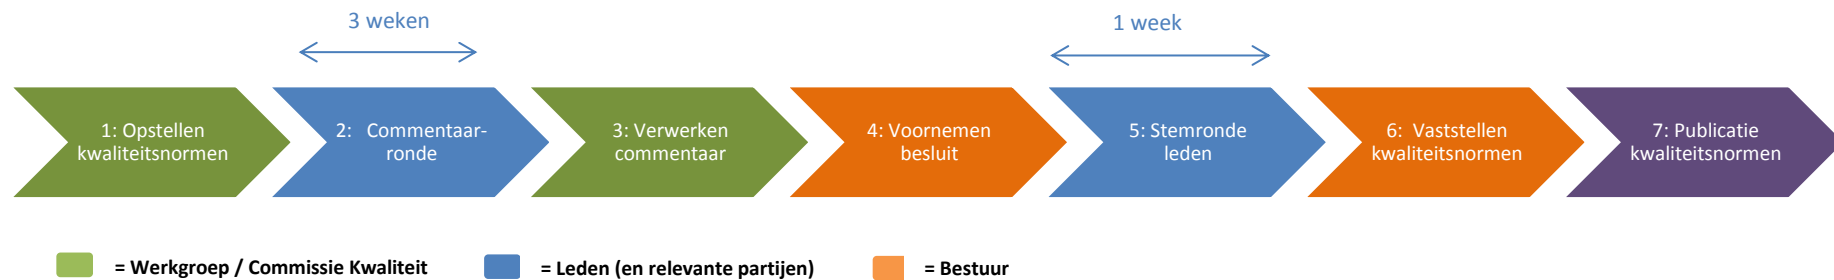 3 weken
1 week
1: Opstellen
kwaliteitsnormen
2: Commentaar-
ronde
3: Verwerken
commentaar
4: Voornemen
besluit
5: Stemronde
leden
6: Vaststellen
kwaliteitsnormen
7: Publicatie
kwaliteitsnormen
= Werkgroep / Commissie Kwaliteit
= Leden (en relevante partijen)
= Bestuur